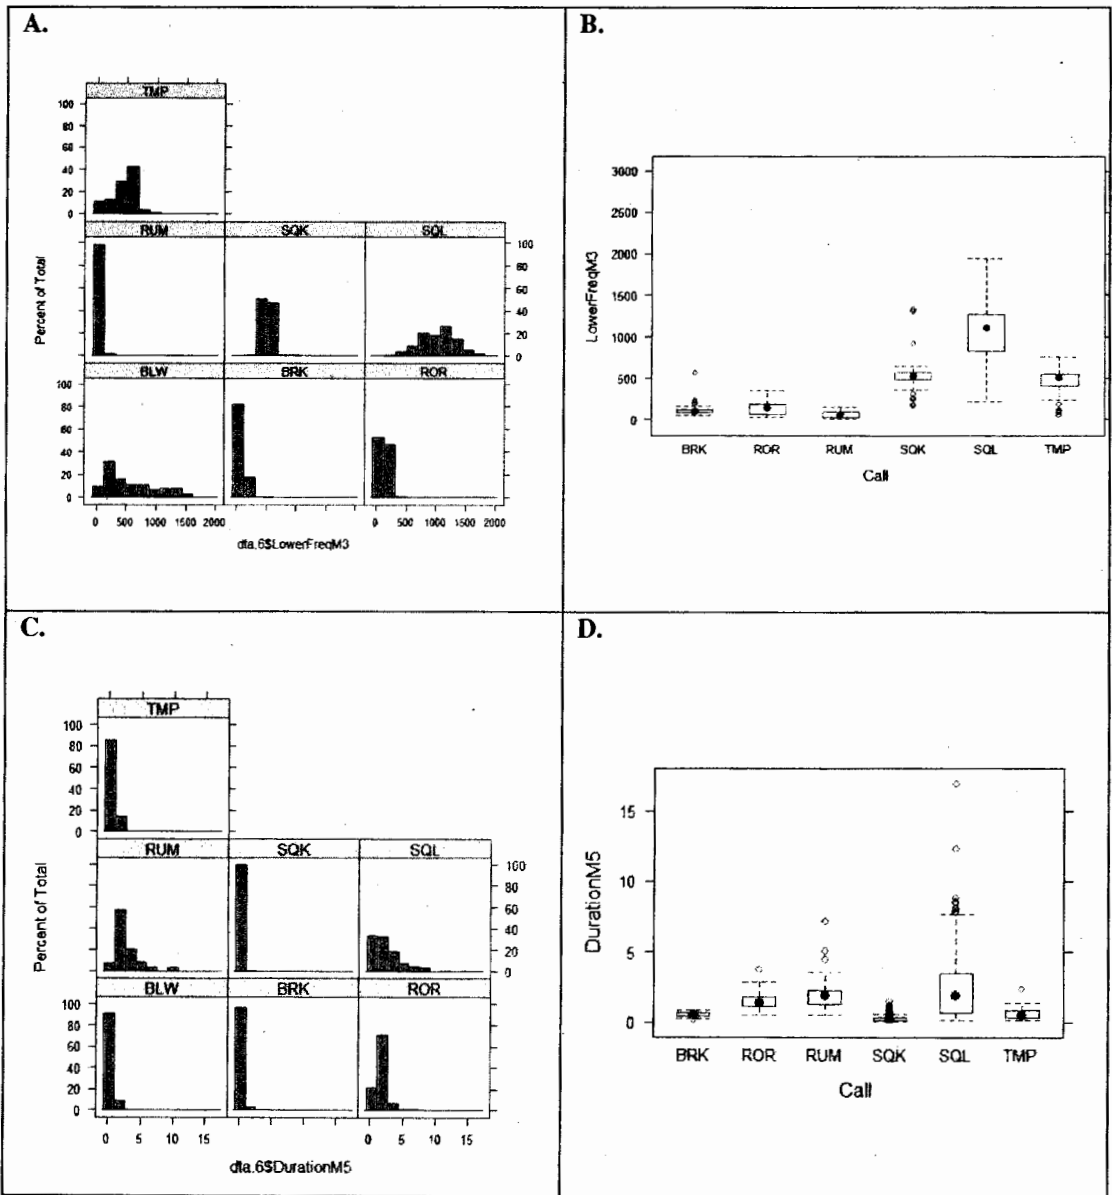 A.
TMP
100
80
60
40
20
0
RUM SQK SQL
100
80
60
40
20
0
BLW BRK ROR
100
80
60
40
20
0
0 500 1000 1500 2000 0 500 1000 1500 2000
Percent of Total
dta.6$LowerFreqM3
B.
3000
2500
2000
1500
1000
500
0
LowerFreqM3
BRK ROR RUM SQK SQL TMP
Call
C.
TMP
100
80
60
40
20
0
RUM SQK SQL
100
80
60
40
20
0
BLW BRK ROR
100
80
60
40
20
0
0 5 10 15 0 5 10 15
Percent of Total
dta.6$DurationM5
D.
15
10
5
0
DurationM5
BRK ROR RUM SQK SQL TMP
Call